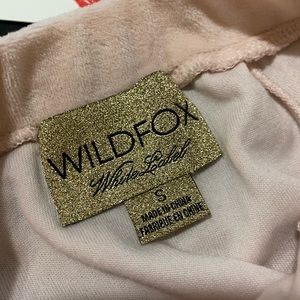 WILDFOX
White Label
S
MADE IN CHINA
FABRIQUÉ EN CHINE